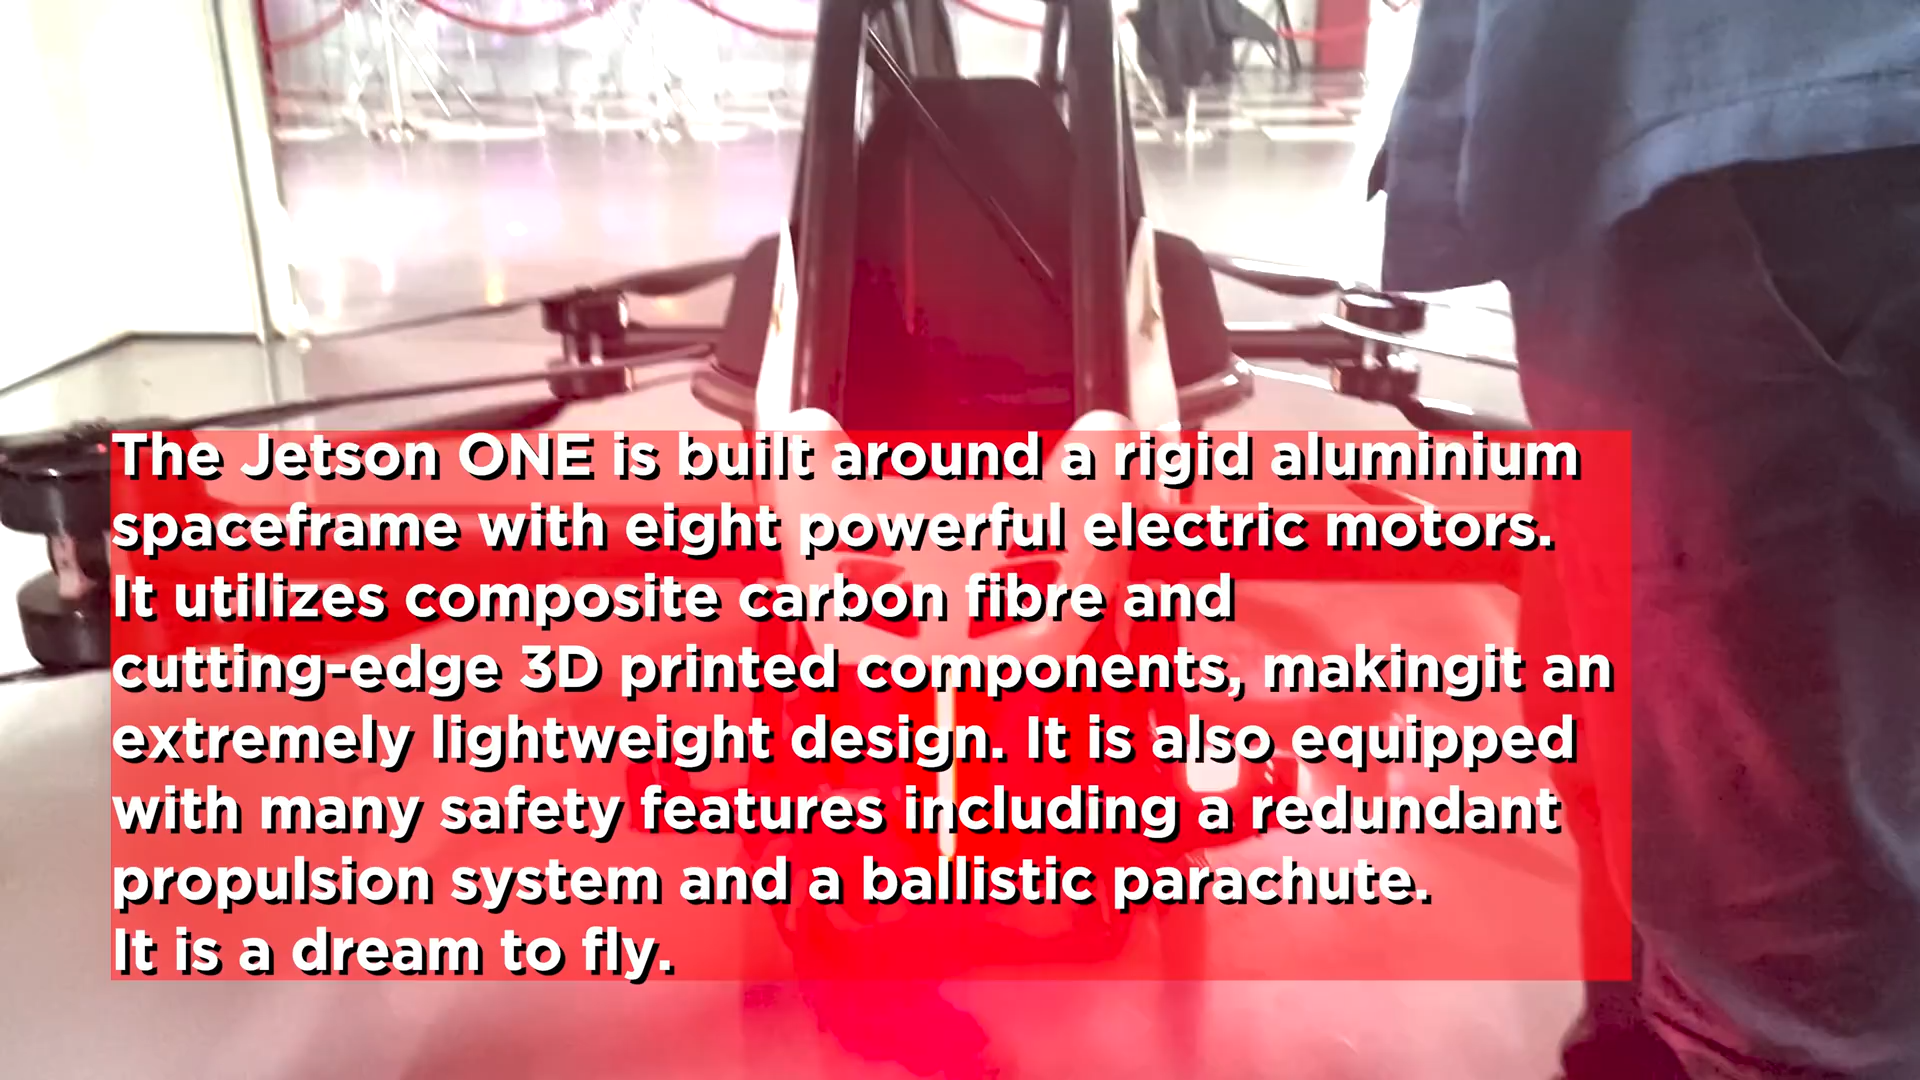 The Jetson ONE is built around a rigid aluminium
spaceframe with eight powerful electric motors.
It utilizes composite carbon fibre and
cutting-edge 3D printed components, makingit an
extremely lightweight design. It is also equipped
with many safety features including a redundant
propulsion system and a ballistic parachute.
It is a dream to fly.